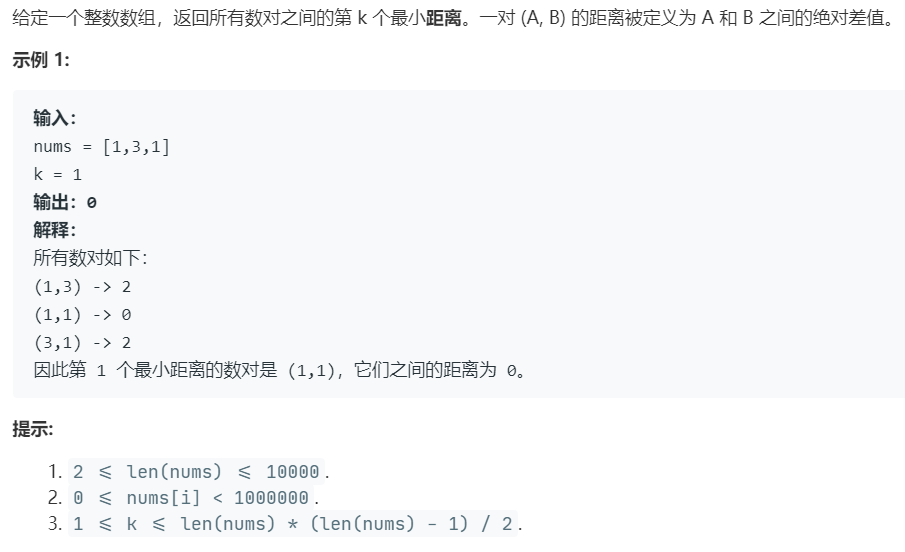 给定一个整数数组，返回所有数对之间的第 k 个最小距离。一对 (A, B) 的距离被定义为 A 和 B 之间的绝对差值。
示例 1:
输入：
nums = [1,3,1]
k = 1
输出：0
解释：
所有数对如下：
(1,3) -> 2
(1,1) -> 0
(3,1) -> 2
因此第 1 个最小距离的数对是 (1,1)，它们之间的距离为 0。
提示:
1. 2 <= len(nums) <= 10000.
2. 0 <= nums[i] < 1000000.
3. 1 <= k <= len(nums) * (len(nums) - 1) / 2.